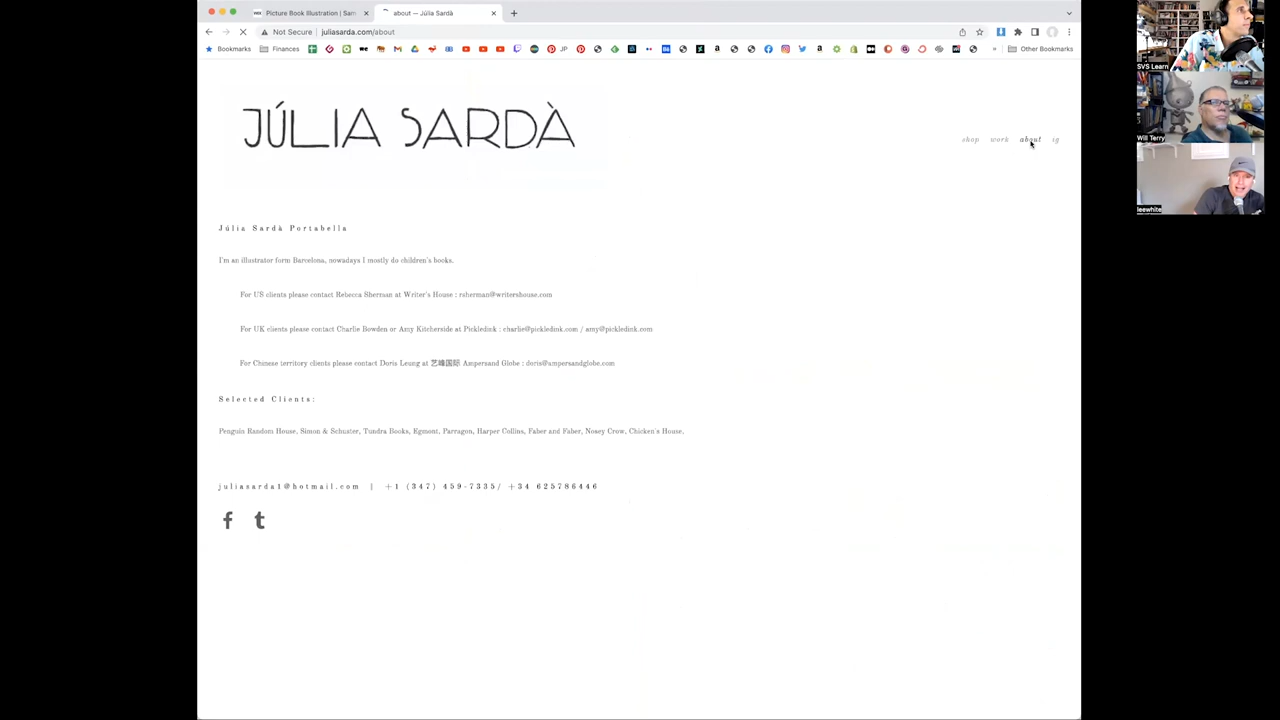 Picture Book Illustration | Sam
about — Júlia Sardà
Not Secure
juliasarda.com/about
Bookmarks
Finances
JP
Other Bookmarks
JÚLIA SARDÀ
shop work about ig
Júlia Sardà Portabella
I'm an illustrator form Barcelona, nowadays I mostly do children's books.
For US clients please contact Rebecca Sherman at Writer's House : rsherman@writershouse.com
For UK clients please contact Charlie Bowden or Amy Kitcherside at Pickledink : charlie@pickledink.com / amy@pickledink.com
For Chinese territory clients please contact Doris Leung at 艺峰国际 Ampersand Globe : doris@ampersandglobe.com
Selected Clients:
Penguin Random House, Simon & Schuster, Tundra Books, Egmont, Parragon, Harper Collins, Faber and Faber, Nosey Crow, Chicken's House.
juliasarda1@hotmail.com | +1 (347) 459-7335/ +34 625786446
SVS Learn
Will Terry
leewhite